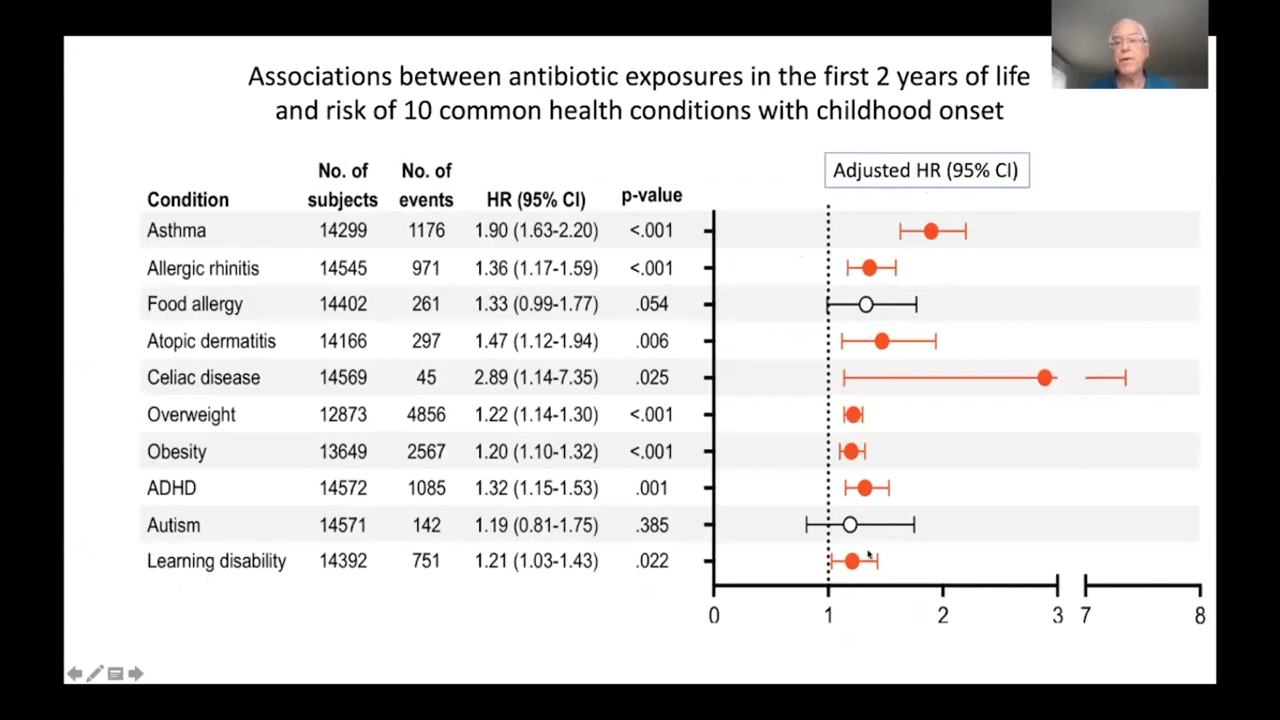 Associations between antibiotic exposures in the first 2 years of life
and risk of 10 common health conditions with childhood onset
Adjusted HR (95% CI)
No. of No. of
Condition subjects events HR (95% CI) p-value
Asthma 14299 1176 1.90 (1.63-2.20) <.001
Allergic rhinitis 14545 971 1.36 (1.17-1.59) <.001
Food allergy 14402 261 1.33 (0.99-1.77) .054
Atopic dermatitis 14166 297 1.47 (1.12-1.94) .006
Celiac disease 14569 45 2.89 (1.14-7.35) .025
Overweight 12873 4856 1.22 (1.14-1.30) <.001
Obesity 13649 2567 1.20 (1.10-1.32) <.001
ADHD 14572 1085 1.32 (1.15-1.53) .001
Autism 14571 142 1.19 (0.81-1.75) .385
Learning disability 14392 751 1.21 (1.03-1.43) .022
0 1 2 3 7 8